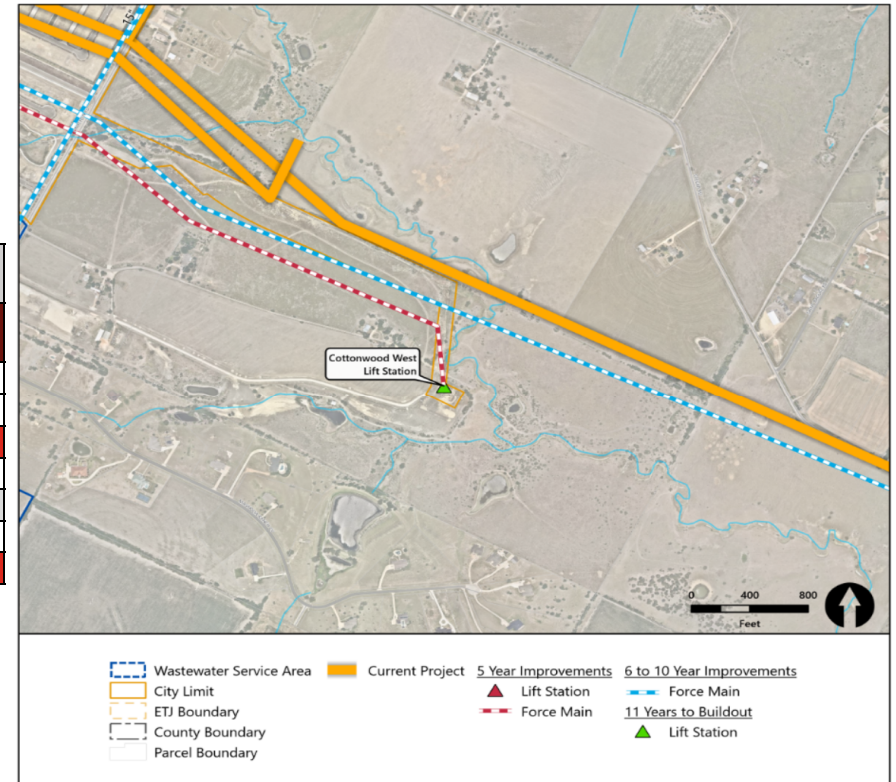 15"
Cottonwood West
Lift Station
0 400 800
Feet
Wastewater Service Area
City Limit
ETJ Boundary
County Boundary
Parcel Boundary
Current Project
5 Year Improvements
Lift Station
Force Main
6 to 10 Year Improvements
Force Main
11 Years to Buildout
Lift Station